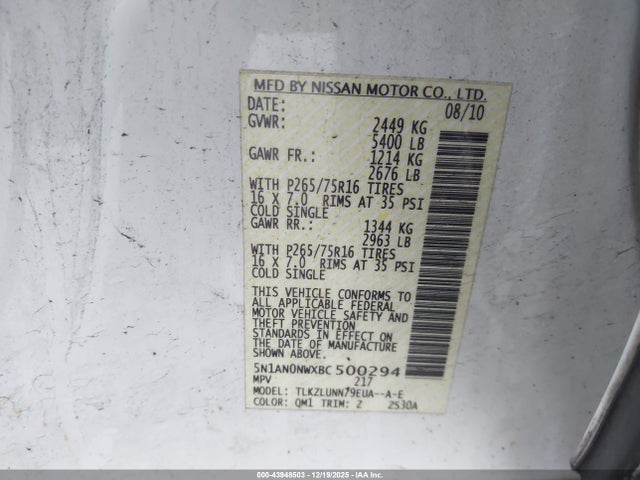 MFD BY NISSAN MOTOR CO., LTD.
DATE: 08/10
GVWR: 2449 KG
5400 LB
GAWR FR.: 1214 KG
2676 LB
WITH P265/75R16 TIRES
16 X 7.0 RIMS AT 35 PSI
COLD SINGLE
GAWR RR.: 1344 KG
2963 LB
WITH P265/75R16 TIRES
16 X 7.0 RIMS AT 35 PSI
COLD SINGLE
THIS VEHICLE CONFORMS TO
ALL APPLICABLE FEDERAL
MOTOR VEHICLE SAFETY AND
THEFT PREVENTION
STANDARDS IN EFFECT ON
THE DATE OF MANUFACTURE
SHOWN ABOVE.
5N1AN0NWXBC500294
MPV 217
MODEL: TLKZLUNN79EUA--A-E
COLOR: QM1 TRIM: Z ZS30A
000-43948503 - 12/19/2025 - IAA Inc.